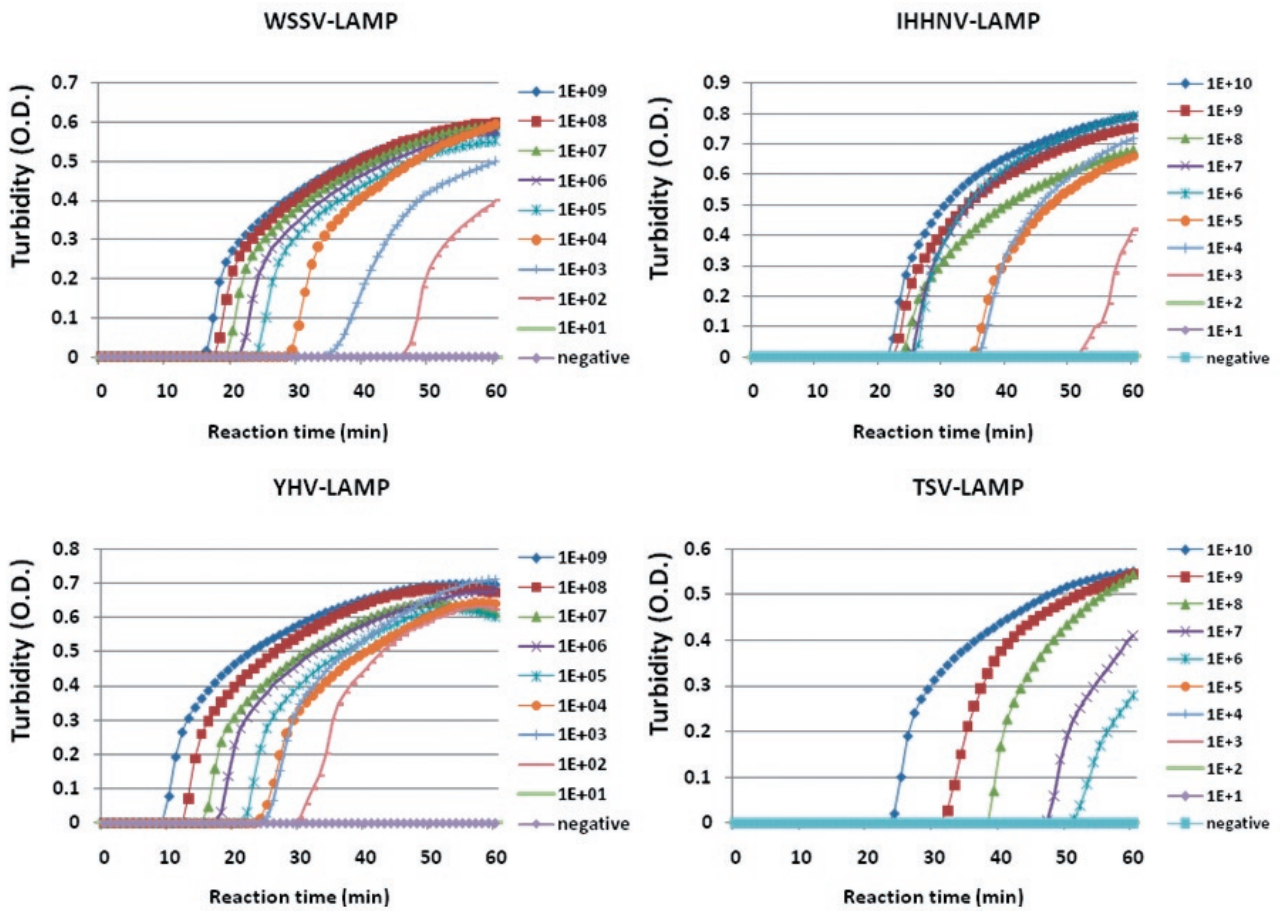 WSSV-LAMP
Turbidity (O.D.)
0.7
0.6
0.5
0.4
0.3
0.2
0.1
0
0 10 20 30 40 50 60
Reaction time (min)
1E+09
1E+08
1E+07
1E+06
1E+05
1E+04
1E+03
1E+02
1E+01
negative
IHHNV-LAMP
Turbidity (O.D.)
0.9
0.8
0.7
0.6
0.5
0.4
0.3
0.2
0.1
0
0 10 20 30 40 50 60
Reaction time (min)
1E+10
1E+9
1E+8
1E+7
1E+6
1E+5
1E+4
1E+3
1E+2
1E+1
negative
YHV-LAMP
Turbidity (O.D.)
0.8
0.7
0.6
0.5
0.4
0.3
0.2
0.1
0
0 10 20 30 40 50 60
Reaction time (min)
1E+09
1E+08
1E+07
1E+06
1E+05
1E+04
1E+03
1E+02
1E+01
negative
TSV-LAMP
Turbidity (O.D.)
0.6
0.5
0.4
0.3
0.2
0.1
0
0 10 20 30 40 50 60
Reaction time (min)
1E+10
1E+9
1E+8
1E+7
1E+6
1E+5
1E+4
1E+3
1E+2
1E+1
negative